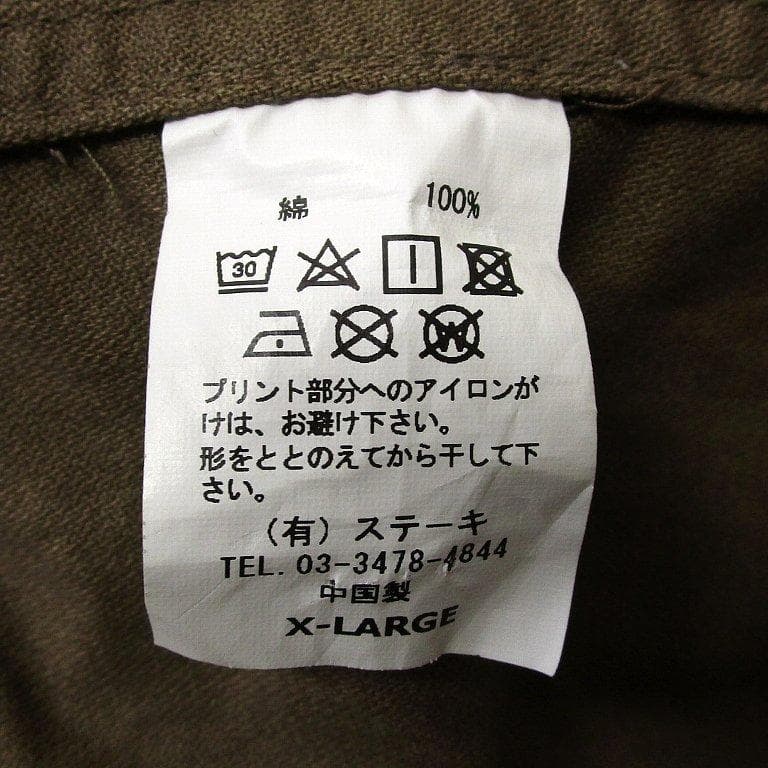 綿 100%
30
W
プリント部分へのアイロンが
けは、お避け下さい。
形をととのえてから干して下
さい。
（有）ステーキ
TEL. 03-3478-4844
中国製
X-LARGE